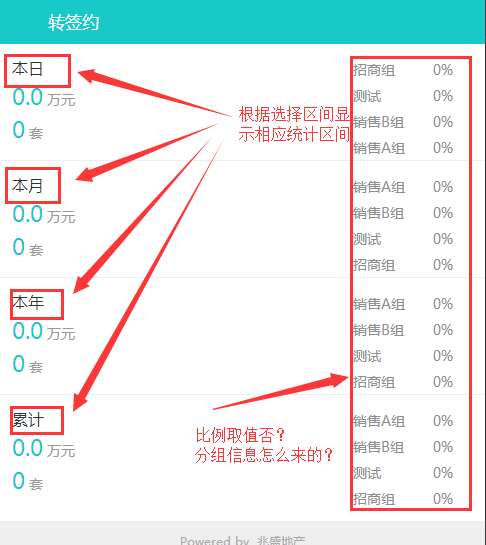 转签约
本日
0.0 万元
0 套
招商组 0%
测试 0%
销售B组 0%
销售A组 0%
根据选择区间显
示相应统计区间
本月
0.0 万元
0 套
销售A组 0%
销售B组 0%
测试 0%
招商组 0%
本年
0.0 万元
0 套
销售A组 0%
销售B组 0%
测试 0%
招商组 0%
累计
0.0 万元
0 套
销售A组 0%
销售B组 0%
测试 0%
招商组 0%
比例取值否？
分组信息怎么来的？
Powered by 兆盛地产